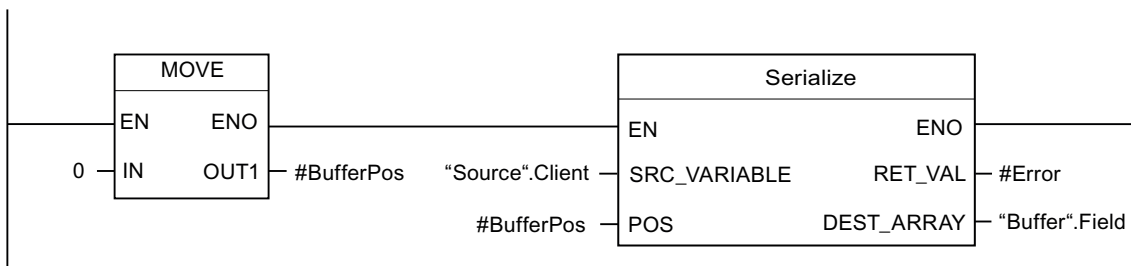 MOVE
Serialize
EN ENO
EN ENO
0 IN OUT1 #BufferPos "Source".Client SRC_VARIABLE RET_VAL #Error
#BufferPos POS DEST_ARRAY "Buffer".Field